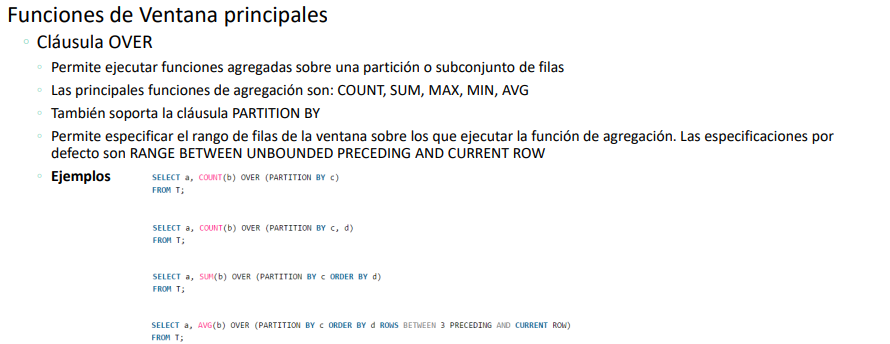 Funciones de Ventana principales
Cláusula OVER
Permite ejecutar funciones agregadas sobre una partición o subconjunto de filas
Las principales funciones de agregación son: COUNT, SUM, MAX, MIN, AVG
También soporta la cláusula PARTITION BY
Permite especificar el rango de filas de la ventana sobre los que ejecutar la función de agregación. Las especificaciones por
defecto son RANGE BETWEEN UNBOUNDED PRECEDING AND CURRENT ROW
Ejemplos
SELECT a, COUNT(b) OVER (PARTITION BY c)
FROM T;
SELECT a, COUNT(b) OVER (PARTITION BY c, d)
FROM T;
SELECT a, SUM(b) OVER (PARTITION BY c ORDER BY d)
FROM T;
SELECT a, AVG(b) OVER (PARTITION BY c ORDER BY d ROWS BETWEEN 3 PRECEDING AND CURRENT ROW)
FROM T;